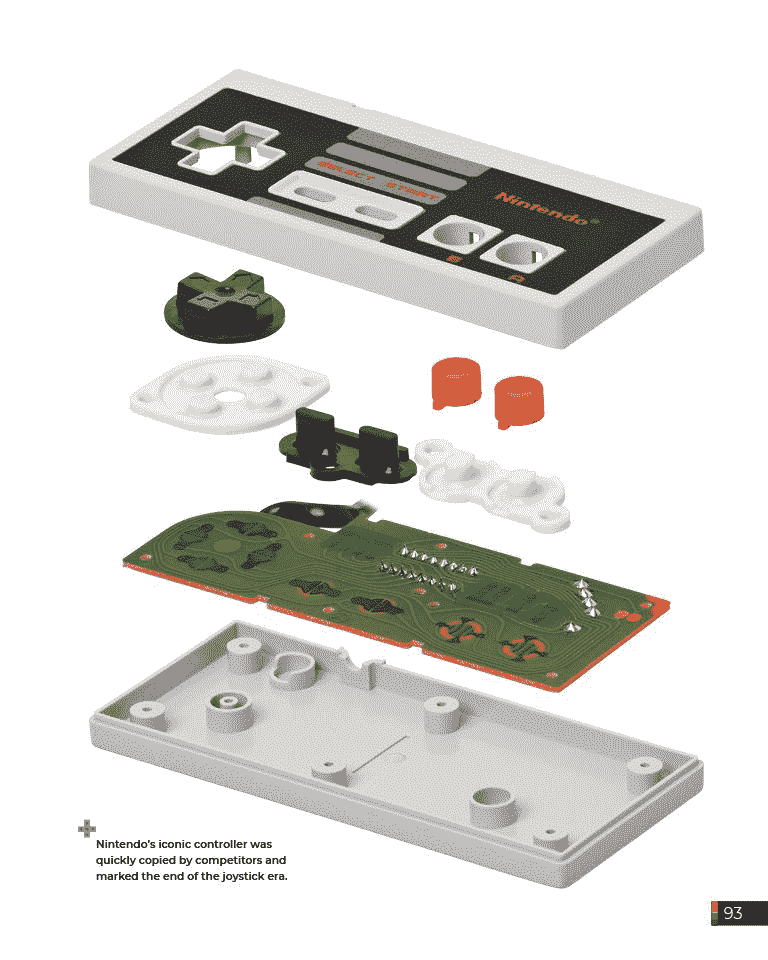 SELECT START
Nintendo®
B
A
Nintendo's iconic controller was
quickly copied by competitors and
marked the end of the joystick era.
93